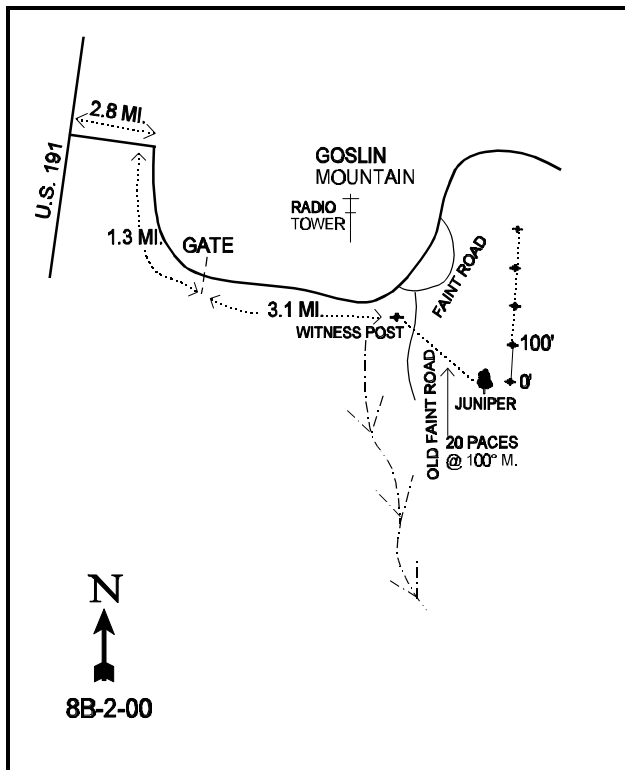 2.8 MI.
U.S. 191
GOSLIN
MOUNTAIN
RADIO
TOWER
1.3 MI.
GATE
FAINT ROAD
3.1 MI.
WITNESS POST
100'
0'
JUNIPER
OLD FAINT ROAD
20 PACES
@ 100° M.
N
8B-2-00